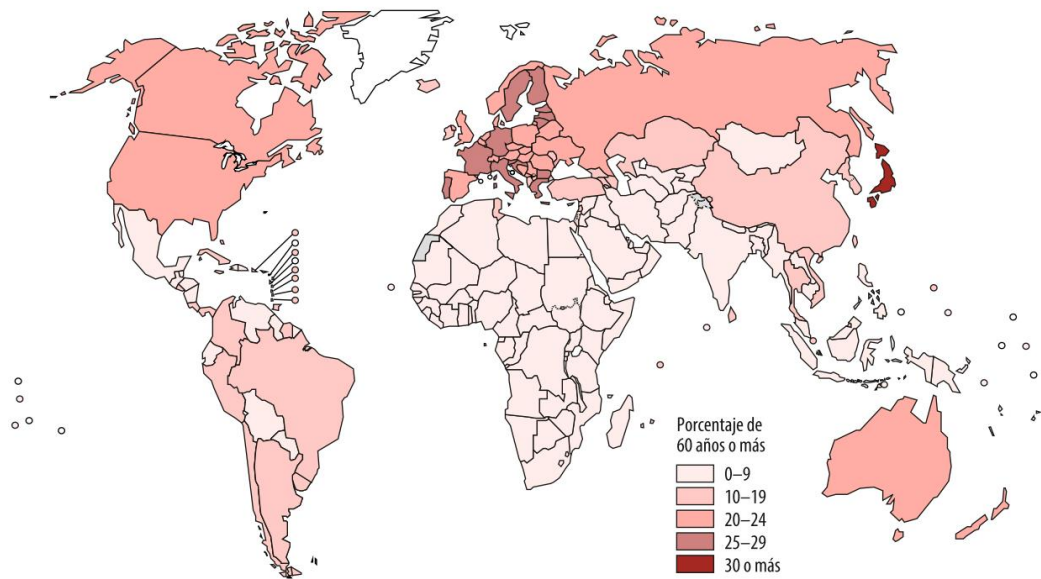 Porcentaje de
60 años o más
0–9
10–19
20–24
25–29
30 o más